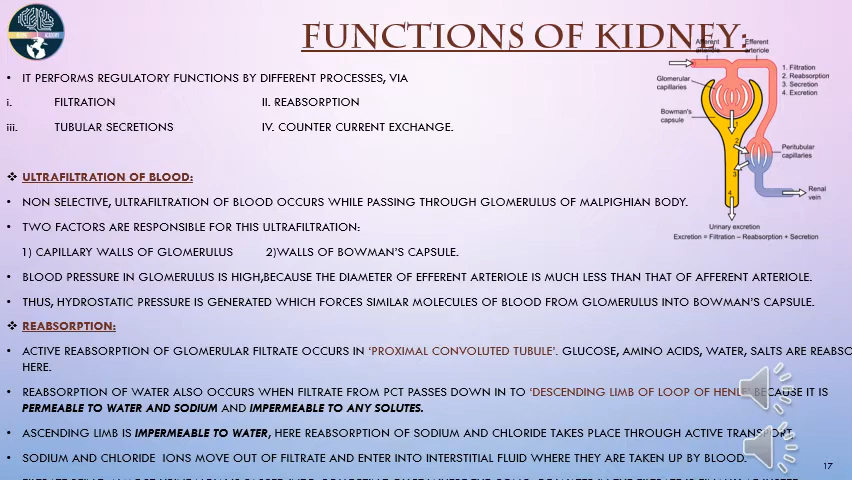 FUNCTIONS OF KIDNEY:
• IT PERFORMS REGULATORY FUNCTIONS BY DIFFERENT PROCESSES, VIA
i. FILTRATION II. REABSORPTION
iii. TUBULAR SECRETIONS IV. COUNTER CURRENT EXCHANGE.
Afferent arteriole
Efferent arteriole
1. Filtration
2. Reabsorption
3. Secretion
4. Excretion
Glomerular
capillaries
Bowman's
capsule
1
2
3
4
Peritubular
capillaries
Renal
vein
Urinary excretion
Excretion = Filtration – Reabsorption + Secretion
❖ ULTRAFILTRATION OF BLOOD:
• NON SELECTIVE, ULTRAFILTRATION OF BLOOD OCCURS WHILE PASSING THROUGH GLOMERULUS OF MALPIGHIAN BODY.
• TWO FACTORS ARE RESPONSIBLE FOR THIS ULTRAFILTRATION:
1) CAPILLARY WALLS OF GLOMERULUS 2)WALLS OF BOWMAN'S CAPSULE.
• BLOOD PRESSURE IN GLOMERULUS IS HIGH,BECAUSE THE DIAMETER OF EFFERENT ARTERIOLE IS MUCH LESS THAN THAT OF AFFERENT ARTERIOLE.
• THUS, HYDROSTATIC PRESSURE IS GENERATED WHICH FORCES SIMILAR MOLECULES OF BLOOD FROM GLOMERULUS INTO BOWMAN'S CAPSULE.
❖ REABSORPTION:
• ACTIVE REABSORPTION OF GLOMERULAR FILTRATE OCCURS IN 'PROXIMAL CONVOLUTED TUBULE'. GLUCOSE, AMINO ACIDS, WATER, SALTS ARE REABSO
HERE.
• REABSORPTION OF WATER ALSO OCCURS WHEN FILTRATE FROM PCT PASSES DOWN IN TO 'DESCENDING LIMB OF LOOP OF HENLE' BECAUSE IT IS
PERMEABLE TO WATER AND SODIUM AND IMPERMEABLE TO ANY SOLUTES.
• ASCENDING LIMB IS IMPERMEABLE TO WATER, HERE REABSORPTION OF SODIUM AND CHLORIDE TAKES PLACE THROUGH ACTIVE TRANSPORT.
• SODIUM AND CHLORIDE IONS MOVE OUT OF FILTRATE AND ENTER INTO INTERSTITIAL FLUID WHERE THEY ARE TAKEN UP BY BLOOD.
17